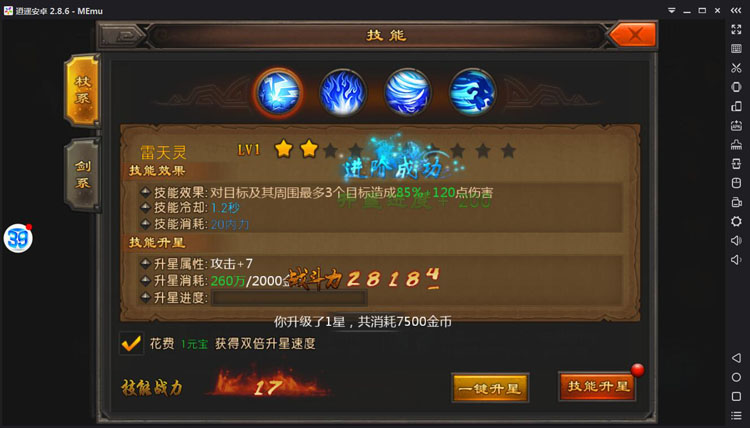 逍遥安卓 2.8.6 - MEmu
技能
杖系
剑系
雷天灵 LV1
进阶成功
技能效果
技能效果: 对目标及其周围最多3个目标造成85%+120点伤害
技能冷却: 1.2秒
技能消耗: 20内力
技能升星
升星属性: 攻击+7
升星消耗: 260万/2000金
战斗力 28184
升星进度:
你升级了1星，共消耗7500金币
花费 1元宝 获得双倍升星速度
技能战力 17
一键升星
技能升星
39